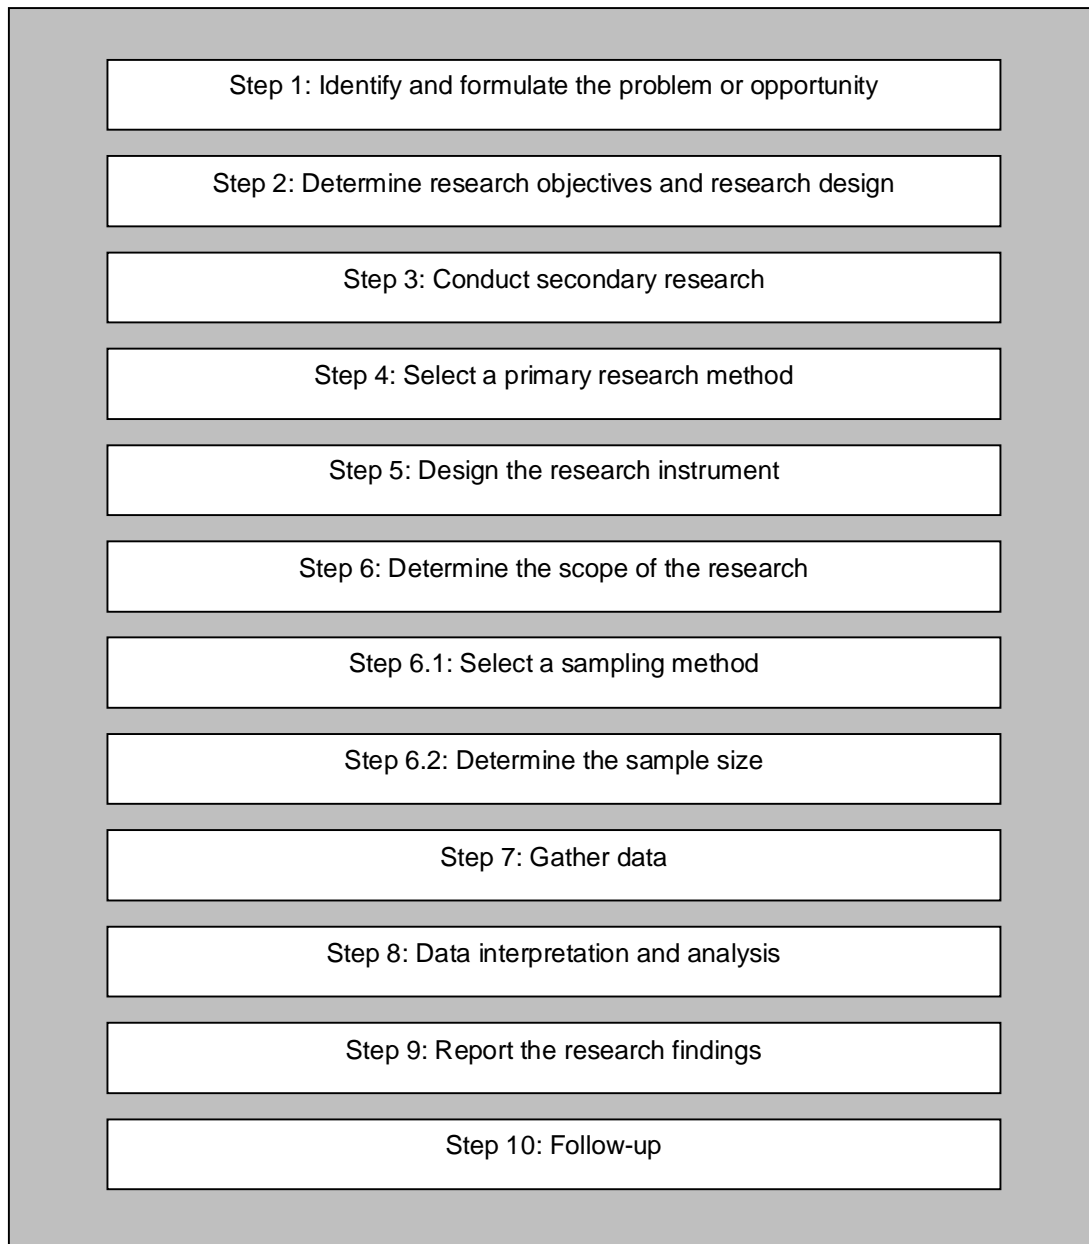 Step 1: Identify and formulate the problem or opportunity
Step 2: Determine research objectives and research design
Step 3: Conduct secondary research
Step 4: Select a primary research method
Step 5: Design the research instrument
Step 6: Determine the scope of the research
Step 6.1: Select a sampling method
Step 6.2: Determine the sample size
Step 7: Gather data
Step 8: Data interpretation and analysis
Step 9: Report the research findings
Step 10: Follow-up